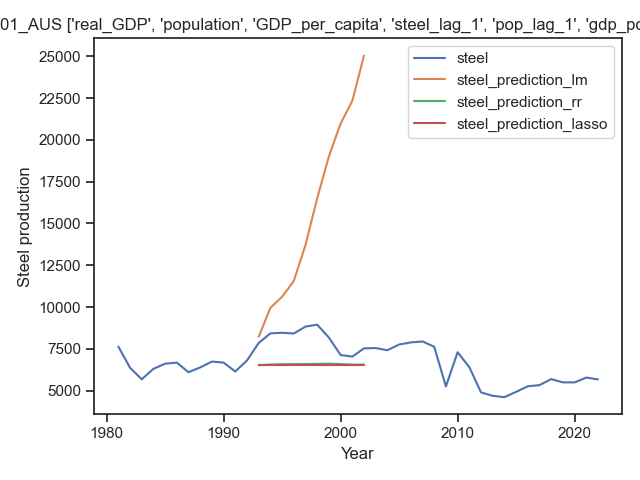 01_AUS ['real_GDP', 'population', 'GDP_per_capita', 'steel_lag_1', 'pop_lag_1', 'gdp_po
25000
22500
20000
17500
15000
12500
10000
7500
5000
Steel production
steel
steel_prediction_lm
steel_prediction_rr
steel_prediction_lasso
1980
1990
2000
2010
2020
Year